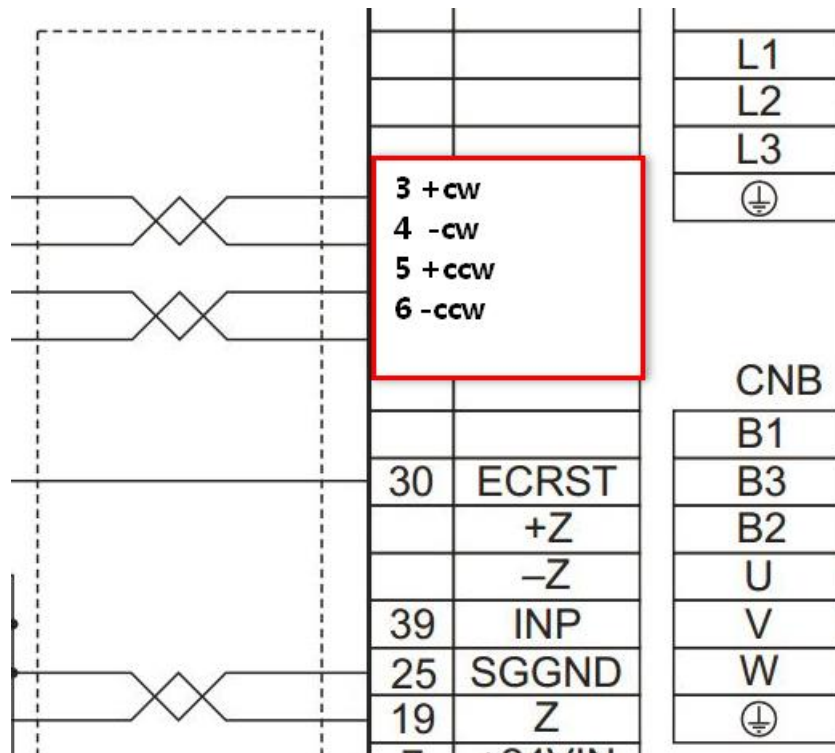 L1
L2
L3
3 +cw
4 -cw
5 +ccw
6 -ccw
CNB
B1
30 ECRST B3
+Z B2
–Z U
39 INP V
25 SGGND W
19 Z